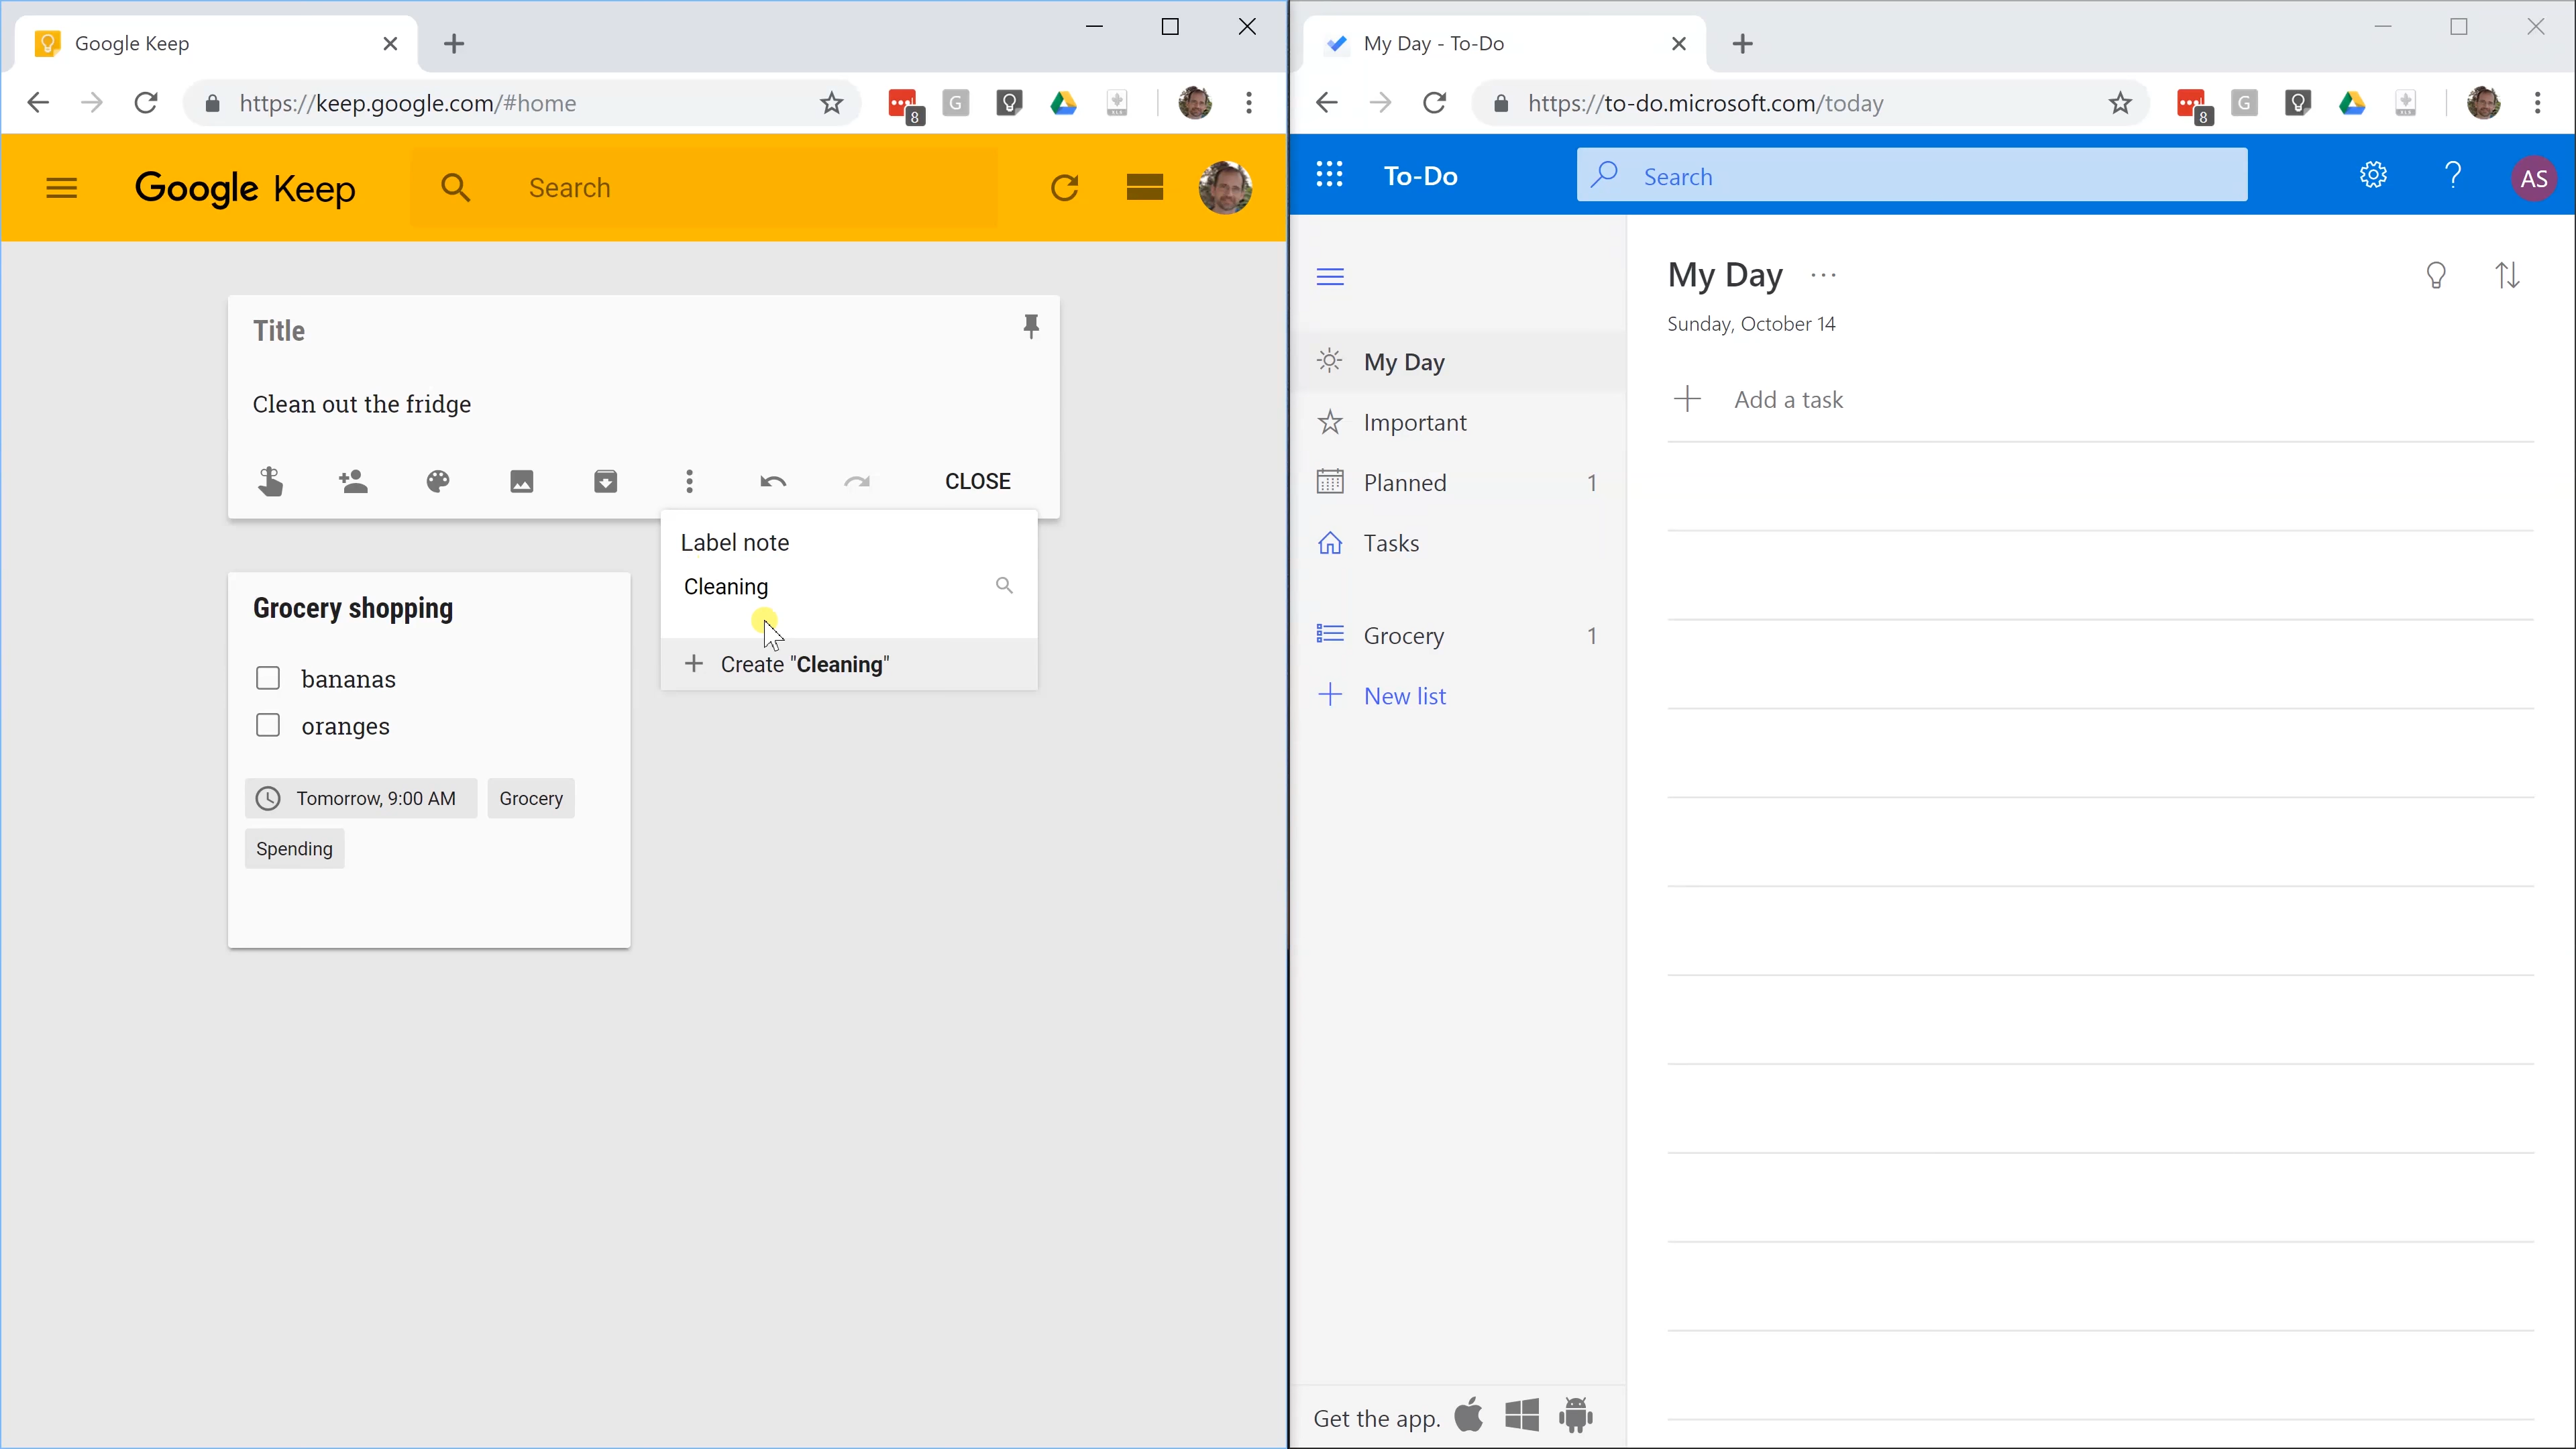 Google Keep
https://keep.google.com/#home
8
G
Google Keep
Search
Title
Clean out the fridge
CLOSE
Label note
Cleaning
Create "Cleaning"
Grocery shopping
bananas
oranges
Tomorrow, 9:00 AM
Grocery
Spending
My Day - To-Do
https://to-do.microsoft.com/today
8
G
To-Do
Search
?
AS
My Day
Important
Planned 1
Tasks
Grocery 1
New list
Get the app.
My Day ...
Sunday, October 14
Add a task